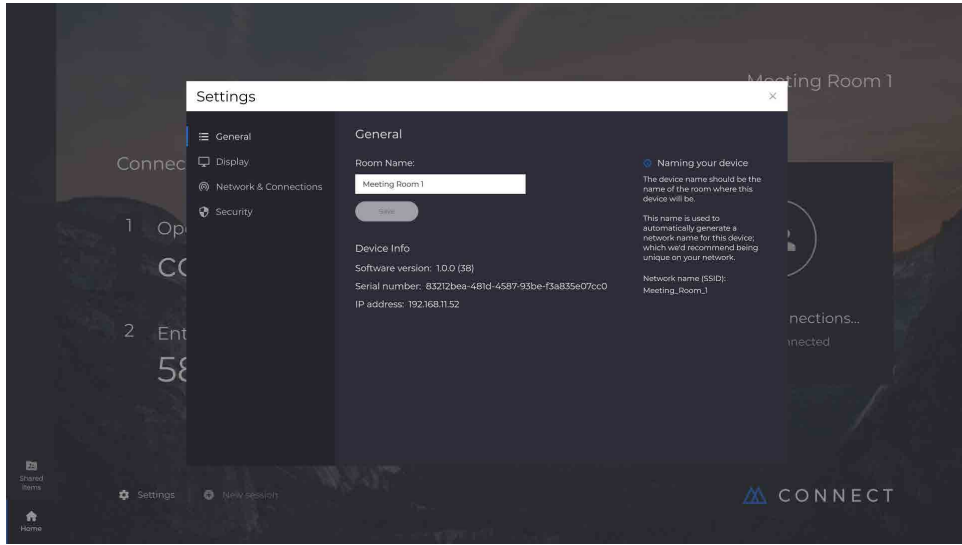 Meeting Room 1
Settings
×
General
Display
Network & Connections
Security
General
Room Name:
Meeting Room 1
Save
Device Info
Software version: 1.0.0 (38)
Serial number: 83212bea-481d-4587-93be-f3a835e07cc0
IP address: 192.168.11.52
Naming your device
The device name should be the
name of the room where this
device will be.
This name is used to
automatically generate a
network name for this device;
which we'd recommend being
unique on your network.
Network name (SSID):
Meeting_Room_1
Connec
1
Op
co
2
Ent
58
nections...
nnected
Shared
Items
Home
Settings
New session
CONNECT